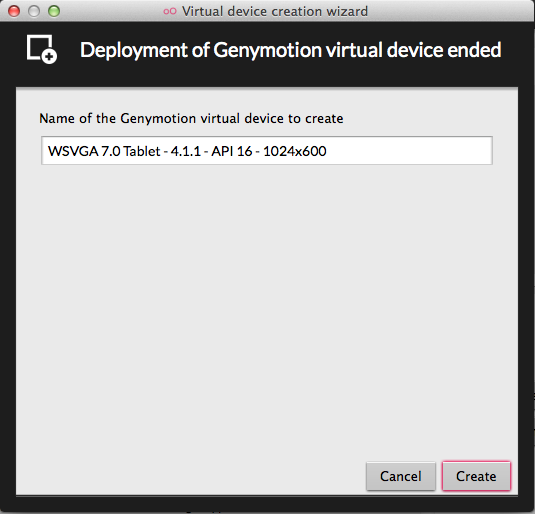 Virtual device creation wizard
Deployment of Genymotion virtual device ended
Name of the Genymotion virtual device to create
WSVGA 7.0 Tablet - 4.1.1 - API 16 - 1024x600
Cancel Create